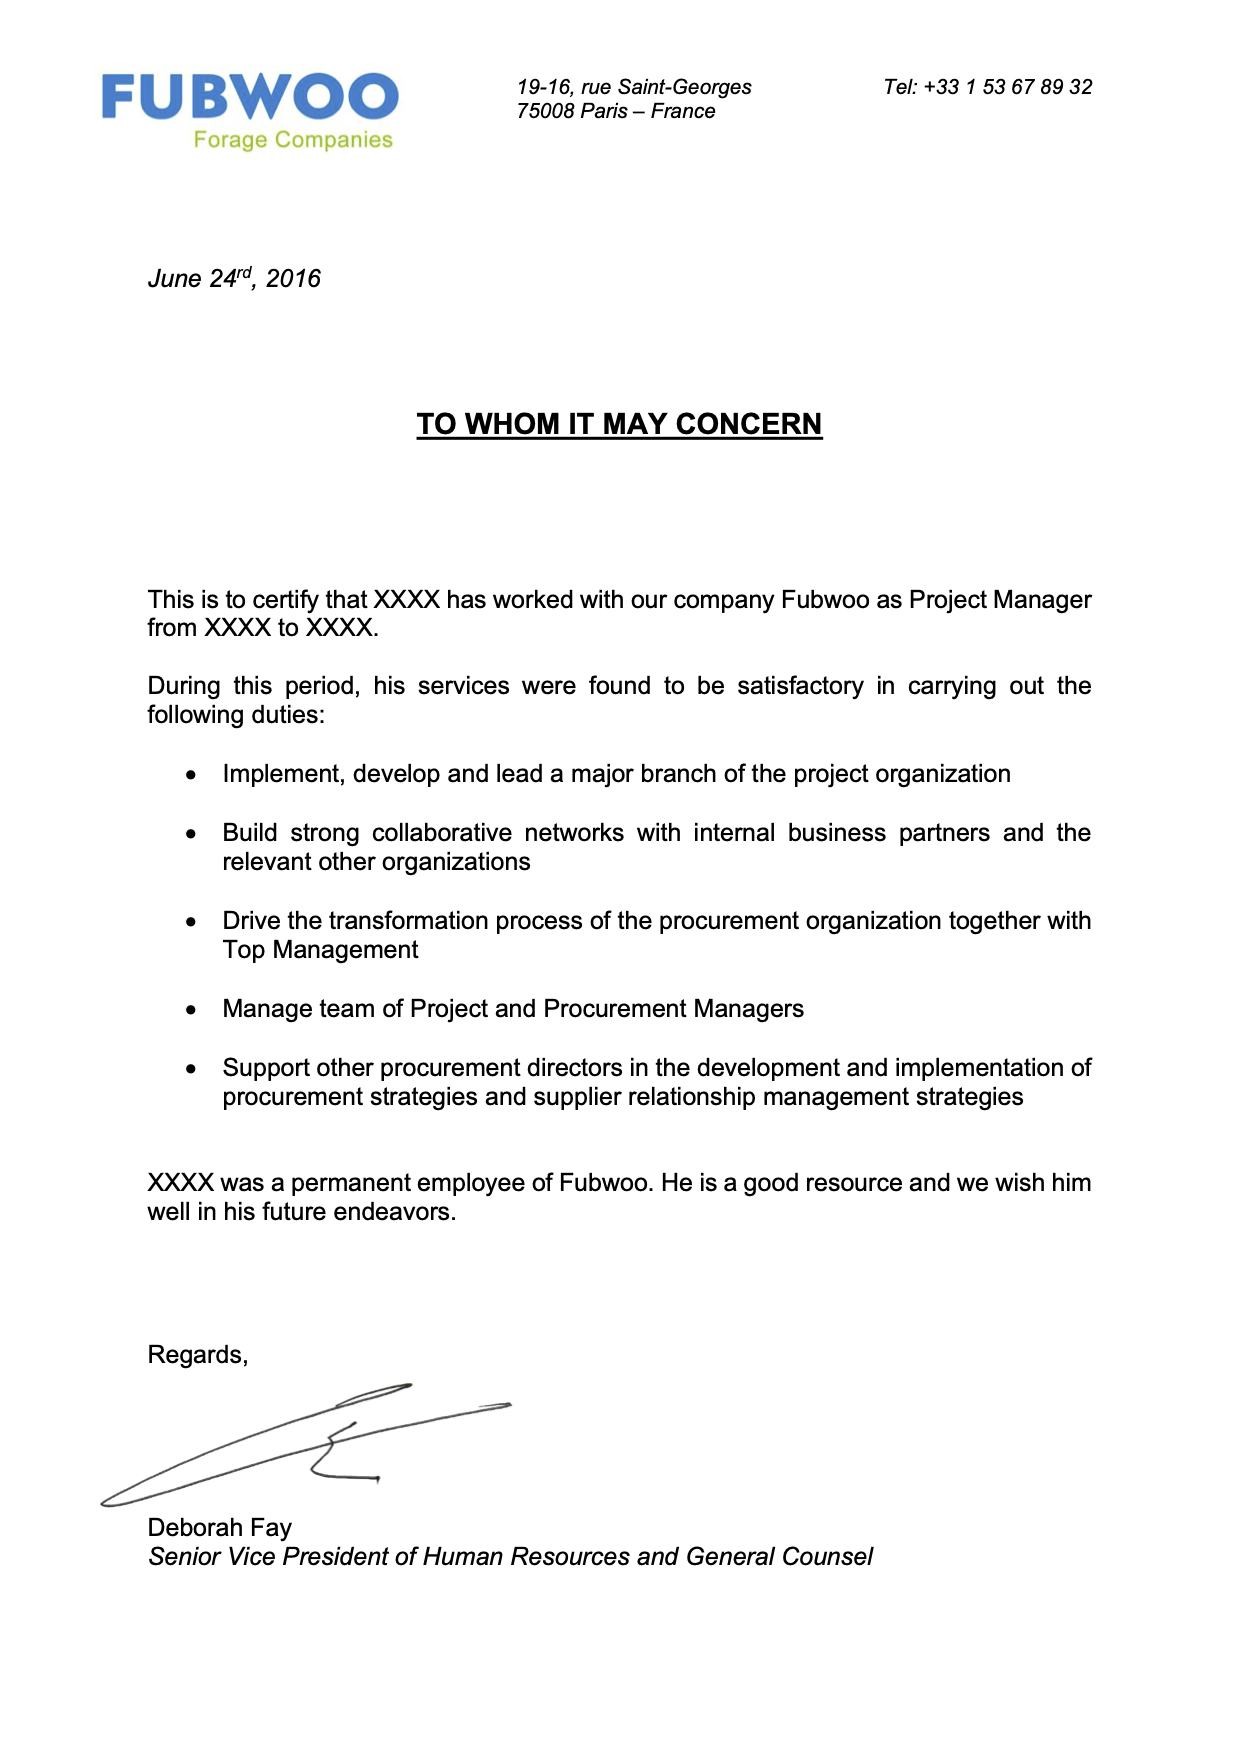 FUBWOO
Forage Companies
19-16, rue Saint-Georges
75008 Paris – France
Tel: +33 1 53 67 89 32
June 24rd, 2016
TO WHOM IT MAY CONCERN
This is to certify that XXXX has worked with our company Fubwoo as Project Manager
from XXXX to XXXX.
During this period, his services were found to be satisfactory in carrying out the
following duties:
• Implement, develop and lead a major branch of the project organization
• Build strong collaborative networks with internal business partners and the
relevant other organizations
• Drive the transformation process of the procurement organization together with
Top Management
• Manage team of Project and Procurement Managers
• Support other procurement directors in the development and implementation of
procurement strategies and supplier relationship management strategies
XXXX was a permanent employee of Fubwoo. He is a good resource and we wish him
well in his future endeavors.
Regards,
Deborah Fay
Senior Vice President of Human Resources and General Counsel